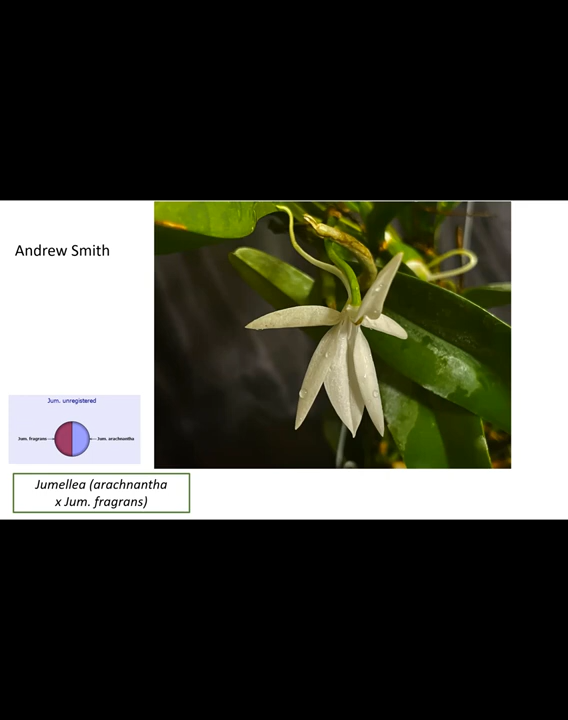 Andrew Smith
Jum. unregistered
Jum. fragrans
Jum. arachnantha
Jumellea (arachnantha
x Jum. fragrans)